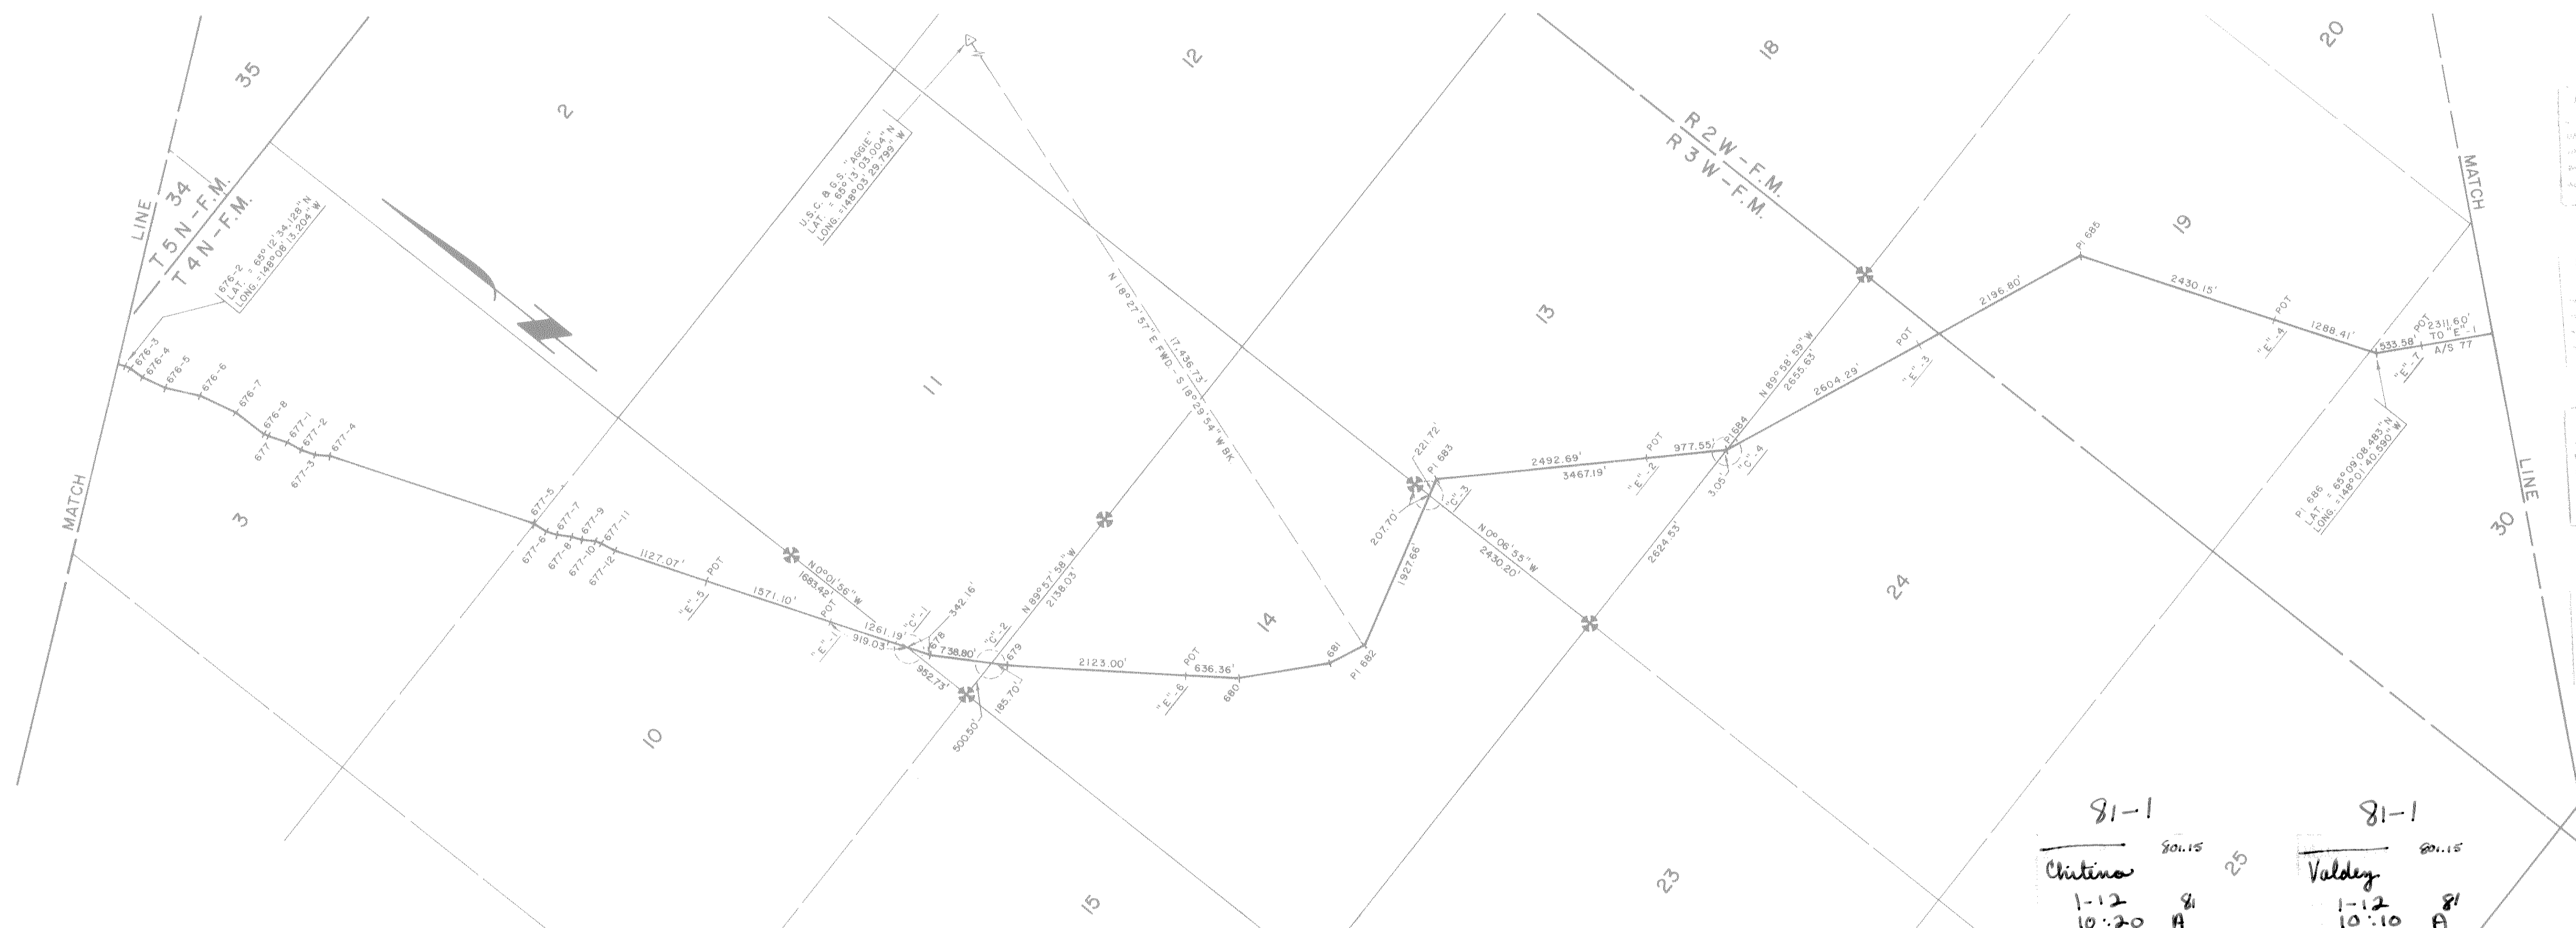 35
2
12
18
20
LINE
34
T 5 N - F.M.
T 4 N - F.M.
676-2
LAT. = 65° 12' 34.128" N
LONG. = 148° 08' 13.204" W
U.S.C. & G.S. "AGGIE"
LAT. = 65° 13' 03.004" N
LONG. = 148° 03' 29.799" W
R 2 W - F.M.
R 3 W - F.M.
MATCH
19
13
11
N 18° 27' 57" E FWD. - S 18° 29' 54" W BK
17,436.73'
PI 685
2196.80'
2430.15'
POT
"E"-4
1288.41'
533.58'
POT
"E"-7
2311.60'
TO "E"-1
A/S 77
POT
"E"-3
N 89° 58' 59" W
2655.63'
2604.29'
676-3
676-4
676-5
676-6
676-7
676-8
677
677-1
677-2
677-3
677-4
221.72'
PI 683
"C"-3
207.70'
2492.69'
3467.19'
POT
"E"-2
977.55'
PI 684
"C"-4
3.05'
PI 686
LAT. = 65° 09' 08.483" N
LONG. = 148° 01' 40.590" W
LINE
30
MATCH
3
677-5
677-6
677-7
677-8
677-9
677-10
677-11
677-12
1127.07'
POT
"E"-5
1571.10'
POT
"E"-1
N 0° 01' 56" W
1683.42'
1261.19'
919.03'
"C"-1
342.16'
678
738.80'
952.73'
"C"-2
679
N 89° 57' 58" W
2138.03'
185.70'
500.50'
2123.00'
POT
"E"-6
636.36'
680
14
681
PI 682
1927.66'
N 0° 06' 55" W
2430.20'
2624.53'
24
10
15
23
25
81-1
801.15
Chitina
1-12 81
10:20 A
81-1
801.15
Valdez
1-12 81
10:10 A